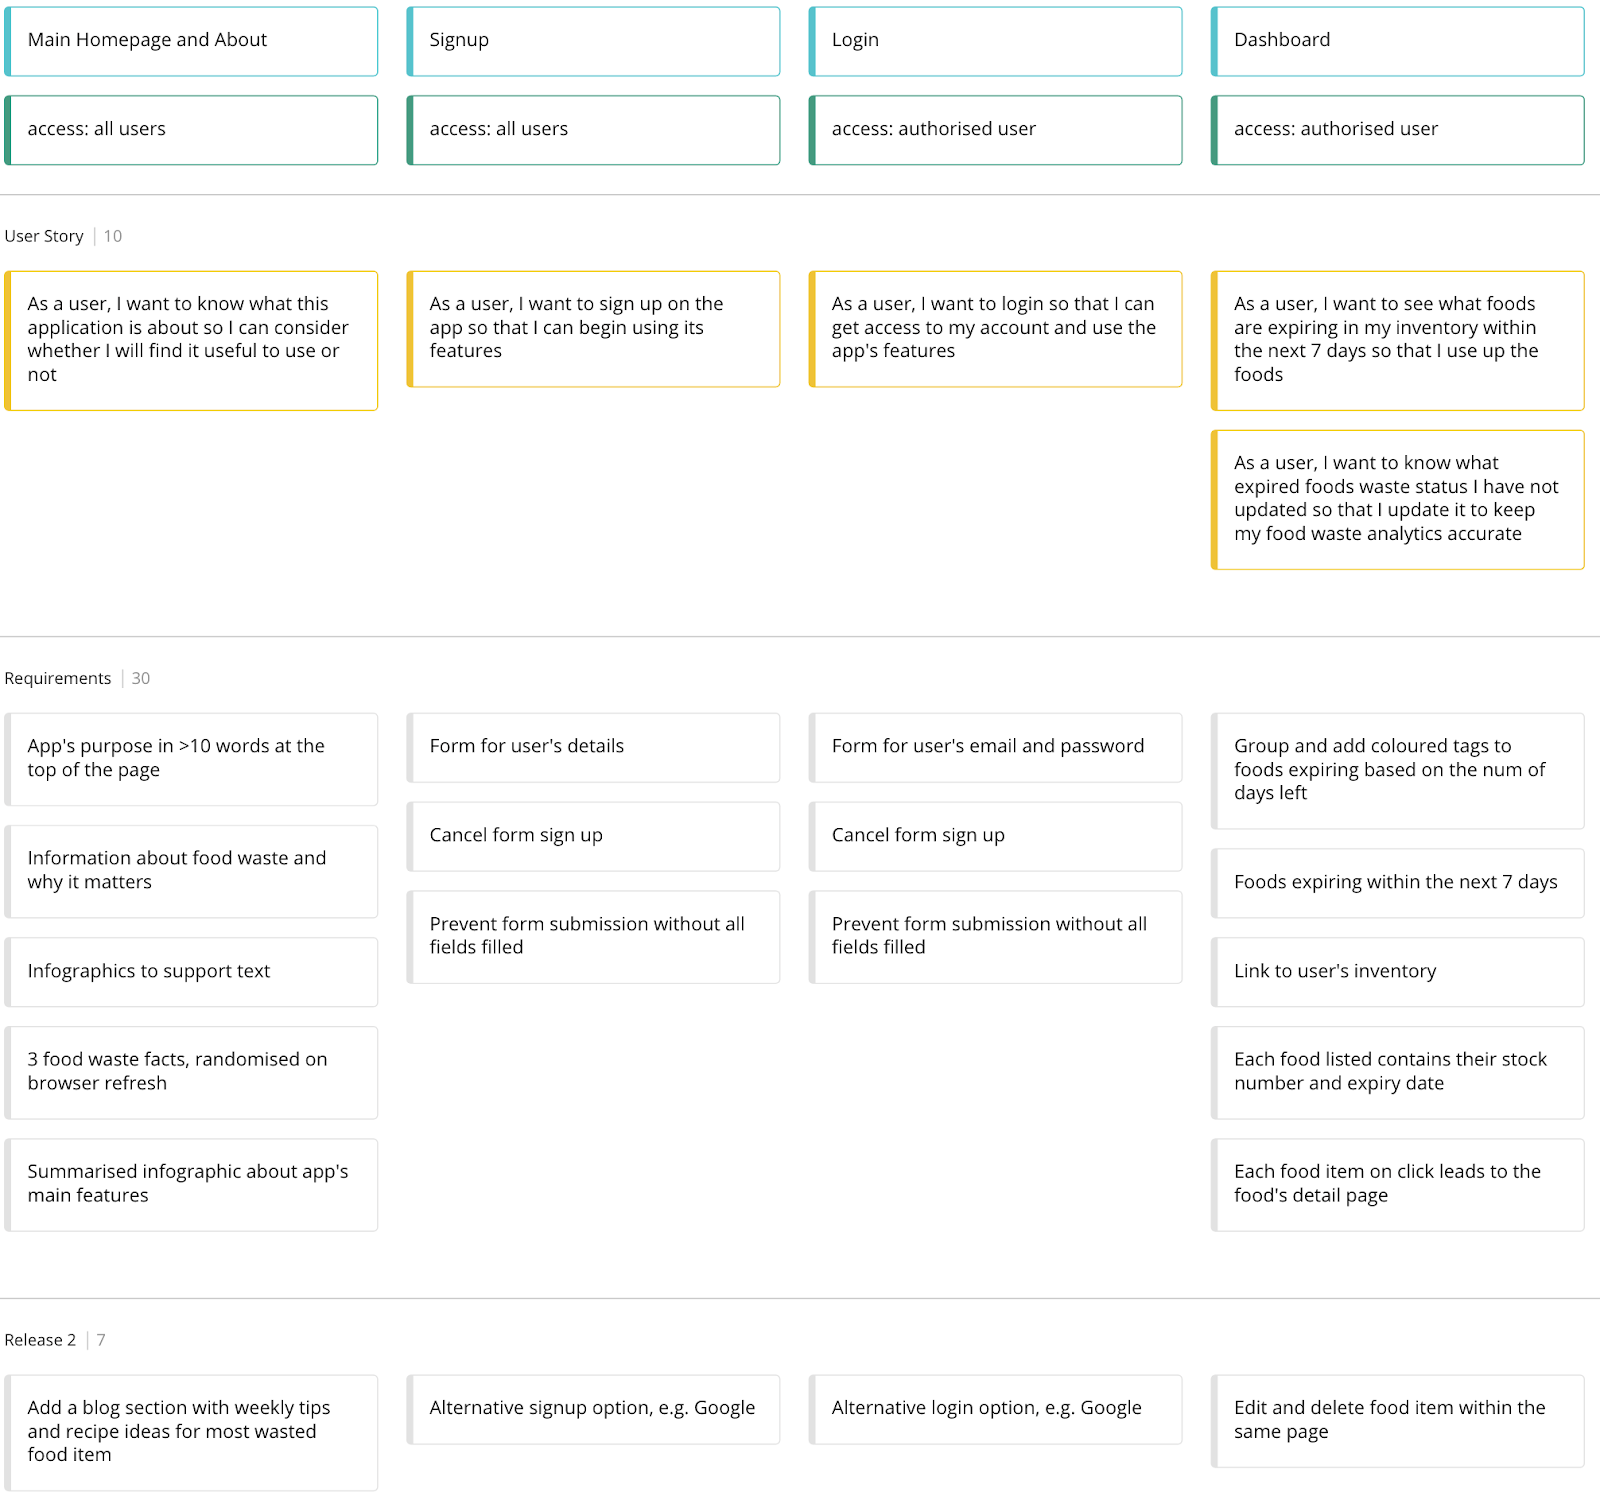 Main Homepage and About
Signup
Login
Dashboard
access: all users
access: all users
access: authorised user
access: authorised user
User Story | 10
As a user, I want to know what this
application is about so I can consider
whether I will find it useful to use or
not
As a user, I want to sign up on the
app so that I can begin using its
features
As a user, I want to login so that I can
get access to my account and use the
app's features
As a user, I want to see what foods
are expiring in my inventory within
the next 7 days so that I use up the
foods
As a user, I want to know what
expired foods waste status I have not
updated so that I update it to keep
my food waste analytics accurate
Requirements | 30
App's purpose in >10 words at the
top of the page
Information about food waste and
why it matters
Infographics to support text
3 food waste facts, randomised on
browser refresh
Summarised infographic about app's
main features
Form for user's details
Cancel form sign up
Prevent form submission without all
fields filled
Form for user's email and password
Cancel form sign up
Prevent form submission without all
fields filled
Group and add coloured tags to
foods expiring based on the num of
days left
Foods expiring within the next 7 days
Link to user's inventory
Each food listed contains their stock
number and expiry date
Each food item on click leads to the
food's detail page
Release 2 | 7
Add a blog section with weekly tips
and recipe ideas for most wasted
food item
Alternative signup option, e.g. Google
Alternative login option, e.g. Google
Edit and delete food item within the
same page